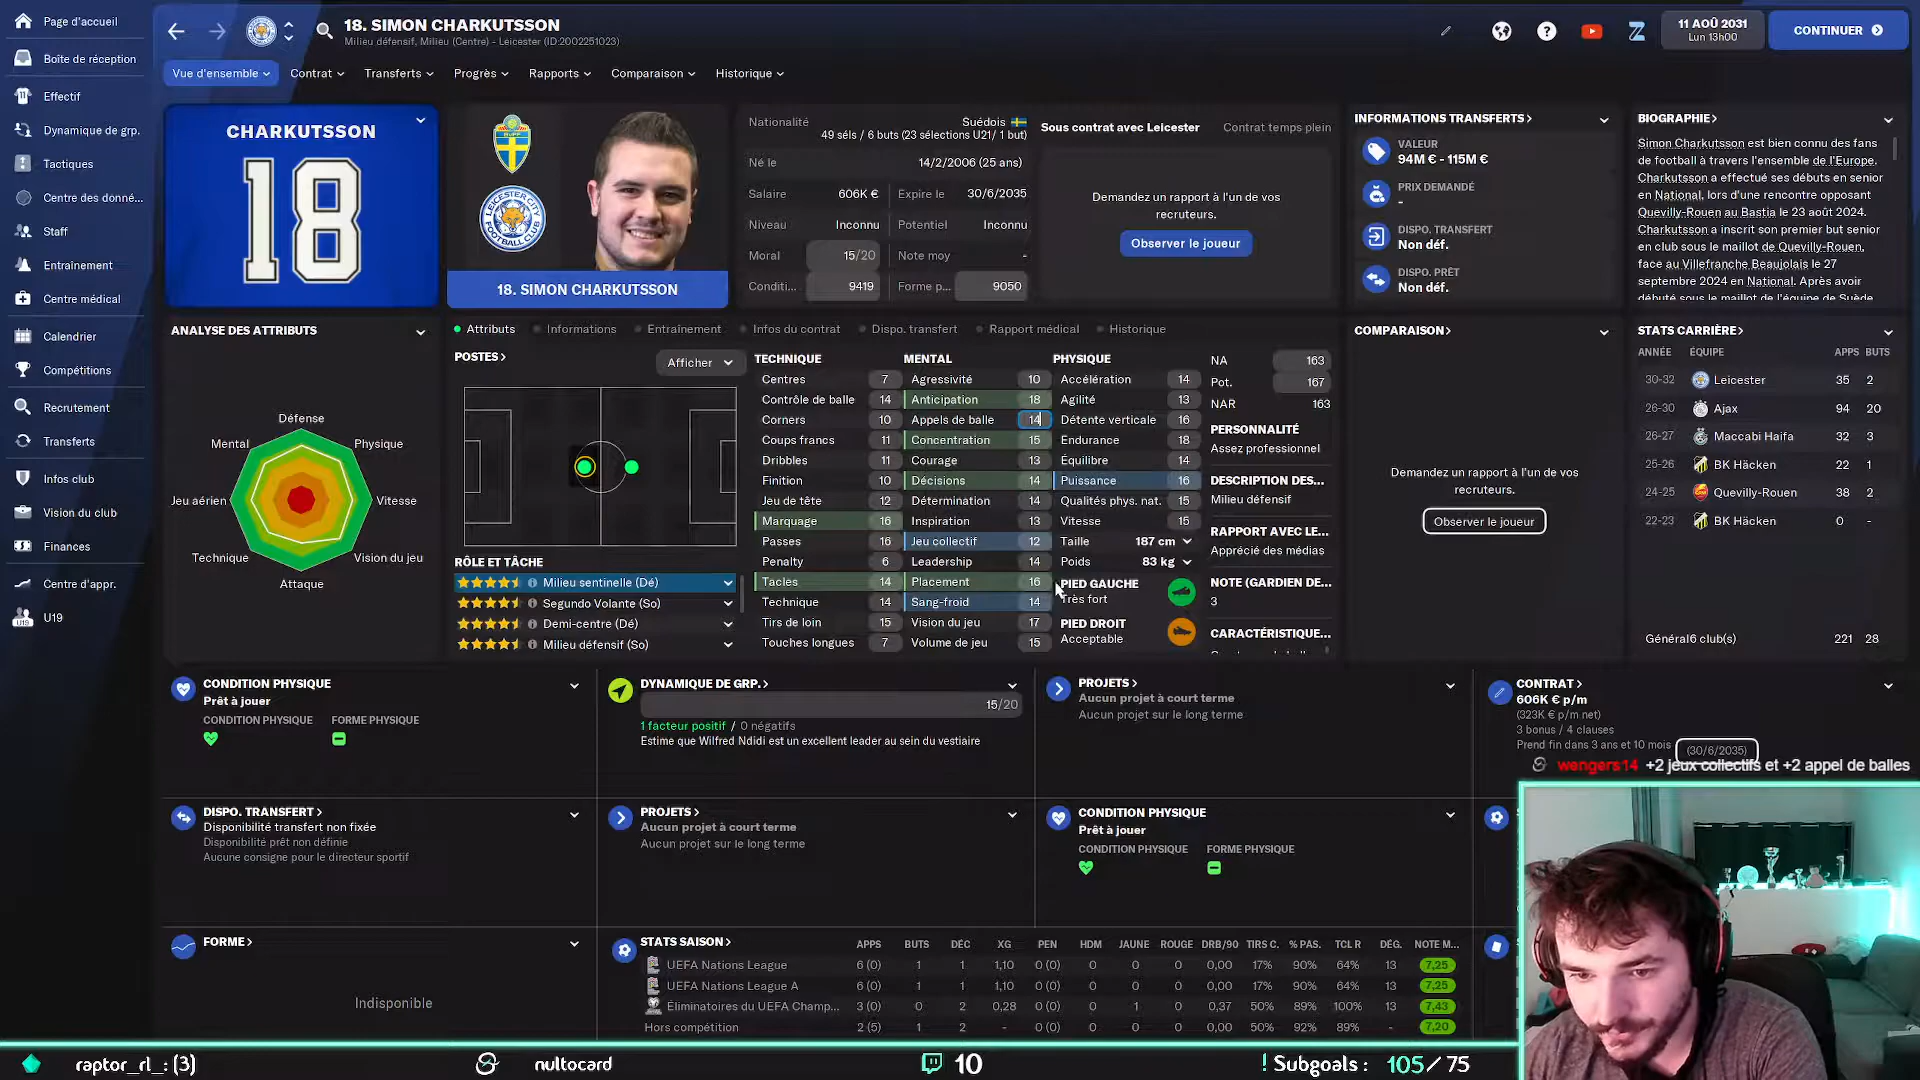 Page d'accueil
Boîte de réception
Effectif
Dynamique de grp.
Tactiques
Centre des donné...
Staff
Entraînement
Centre médical
Calendrier
Compétitions
Recrutement
Transferts
Infos club
Vision du club
Finances
Centre d'appr.
U19
18. SIMON CHARKUTSSON
Milieu défensif, Milieu (Centre) - Leicester (ID:2002251023)
11 AOÛ 2031
Lun 13h00
CONTINUER
Vue d'ensemble
Contrat
Transferts
Progrès
Rapports
Comparaison
Historique
CHARKUTSSON
18
18. SIMON CHARKUTSSON
Nationalité Suédois
49 séls / 6 buts (23 sélections U21/ 1 but)
Né le 14/2/2006 (25 ans)
Salaire 606K € Expire le 30/6/2035
Niveau Inconnu Potentiel Inconnu
Moral 15/20 Note moy -
Conditi... 9419 Forme p... 9050
Sous contrat avec Leicester
Contrat temps plein
Demandez un rapport à l'un de vos
recruteurs.
Observer le joueur
INFORMATIONS TRANSFERTS
VALEUR
94M € - 115M €
PRIX DEMANDÉ
-
DISPO. TRANSFERT
Non déf.
DISPO. PRÊT
Non déf.
BIOGRAPHIE
Simon Charkutsson est bien connu des fans
de football à travers l'ensemble de l'Europe.
Charkutsson a effectué ses débuts en senior
en National, lors d'une rencontre opposant
Quevilly-Rouen au Bastia le 23 août 2024.
Charkutsson a inscrit son premier but senior
en club sous le maillot de Quevilly-Rouen,
face au Villefranche Beaujolais le 27
septembre 2024 en National. Après avoir
débuté sous le maillot de l'équipe de Suède
ANALYSE DES ATTRIBUTS
Défense
Mental
Physique
Jeu aérien
Vitesse
Technique
Vision du jeu
Attaque
Attributs
Informations
Entraînement
Infos du contrat
Dispo. transfert
Rapport médical
Historique
POSTES
Afficher
RÔLE ET TÂCHE
Milieu sentinelle (Dé)
Segundo Volante (So)
Demi-centre (Dé)
Milieu défensif (So)
TECHNIQUE
Centres 7
Contrôle de balle 14
Corners 10
Coups francs 11
Dribbles 11
Finition 10
Jeu de tête 12
Marquage 16
Passes 16
Penalty 6
Tacles 14
Technique 14
Tirs de loin 15
Touches longues 7
MENTAL
Agressivité 10
Anticipation 18
Appels de balle 14
Concentration 15
Courage 13
Décisions 14
Détermination 14
Inspiration 13
Jeu collectif 12
Leadership 14
Placement 16
Sang-froid 14
Vision du jeu 17
Volume de jeu 15
PHYSIQUE
Accélération 14
Agilité 13
Détente verticale 16
Endurance 18
Équilibre 14
Puissance 16
Qualités phys. nat. 15
Vitesse 15
Taille 187 cm
Poids 83 kg
PIED GAUCHE
Très fort
PIED DROIT
Acceptable
NA 163
Pot. 167
NAR 163
PERSONNALITÉ
Assez professionnel
DESCRIPTION DES...
Milieu défensif
RAPPORT AVEC LE...
Apprécié des médias
NOTE (GARDIEN DE...
3
CARACTÉRISTIQUE...
COMPARAISON
Demandez un rapport à l'un de vos
recruteurs.
Observer le joueur
STATS CARRIÈRE
ANNÉE ÉQUIPE APPS BUTS
30-32 Leicester 35 2
26-30 Ajax 94 20
26-27 Maccabi Haifa 32 3
25-26 BK Häcken 22 1
24-25 Quevilly-Rouen 38 2
22-23 BK Häcken 0 -
Général 6 club(s) 221 28
CONDITION PHYSIQUE
Prêt à jouer
CONDITION PHYSIQUE FORME PHYSIQUE
DYNAMIQUE DE GRP.
15/20
1 facteur positif / 0 négatifs
Estime que Wilfred Ndidi est un excellent leader au sein du vestiaire
PROJETS
Aucun projet à court terme
Aucun projet sur le long terme
CONTRAT
606K € p/m
(323K € p/m net)
3 bonus / 4 clauses
Prend fin dans 3 ans et 10 mois (30/6/2035)
wengers14 +2 jeux collectifs et +2 appel de balles
DISPO. TRANSFERT
Disponibilité transfert non fixée
Disponibilité prêt non définie
Aucune consigne pour le directeur sportif
PROJETS
Aucun projet à court terme
Aucun projet sur le long terme
CONDITION PHYSIQUE
Prêt à jouer
CONDITION PHYSIQUE FORME PHYSIQUE
FORME
Indisponible
STATS SAISON APPS BUTS DÉC XG PEN HDM JAUNE ROUGE DRB/90 TIRS C. % PAS. TCL R DÉG. NOTE M...
UEFA Nations League 6 (0) 1 1 1,10 0 (0) 0 0 0 0,00 17% 90% 64% 13 7,25
UEFA Nations League A 6 (0) 1 1 1,10 0 (0) 0 0 0 0,00 17% 90% 64% 13 7,25
Éliminatoires du UEFA Champ... 3 (0) 0 2 0,28 0 (0) 0 1 0 0,37 50% 89% 100% 13 7,43
Hors compétition 2 (5) 1 2 - 0 (0) 0 0 0 0,00 50% 92% 89% - 7,20
raptor_rl_: (3)
nultocard
10
! Subgoals : 105 / 75